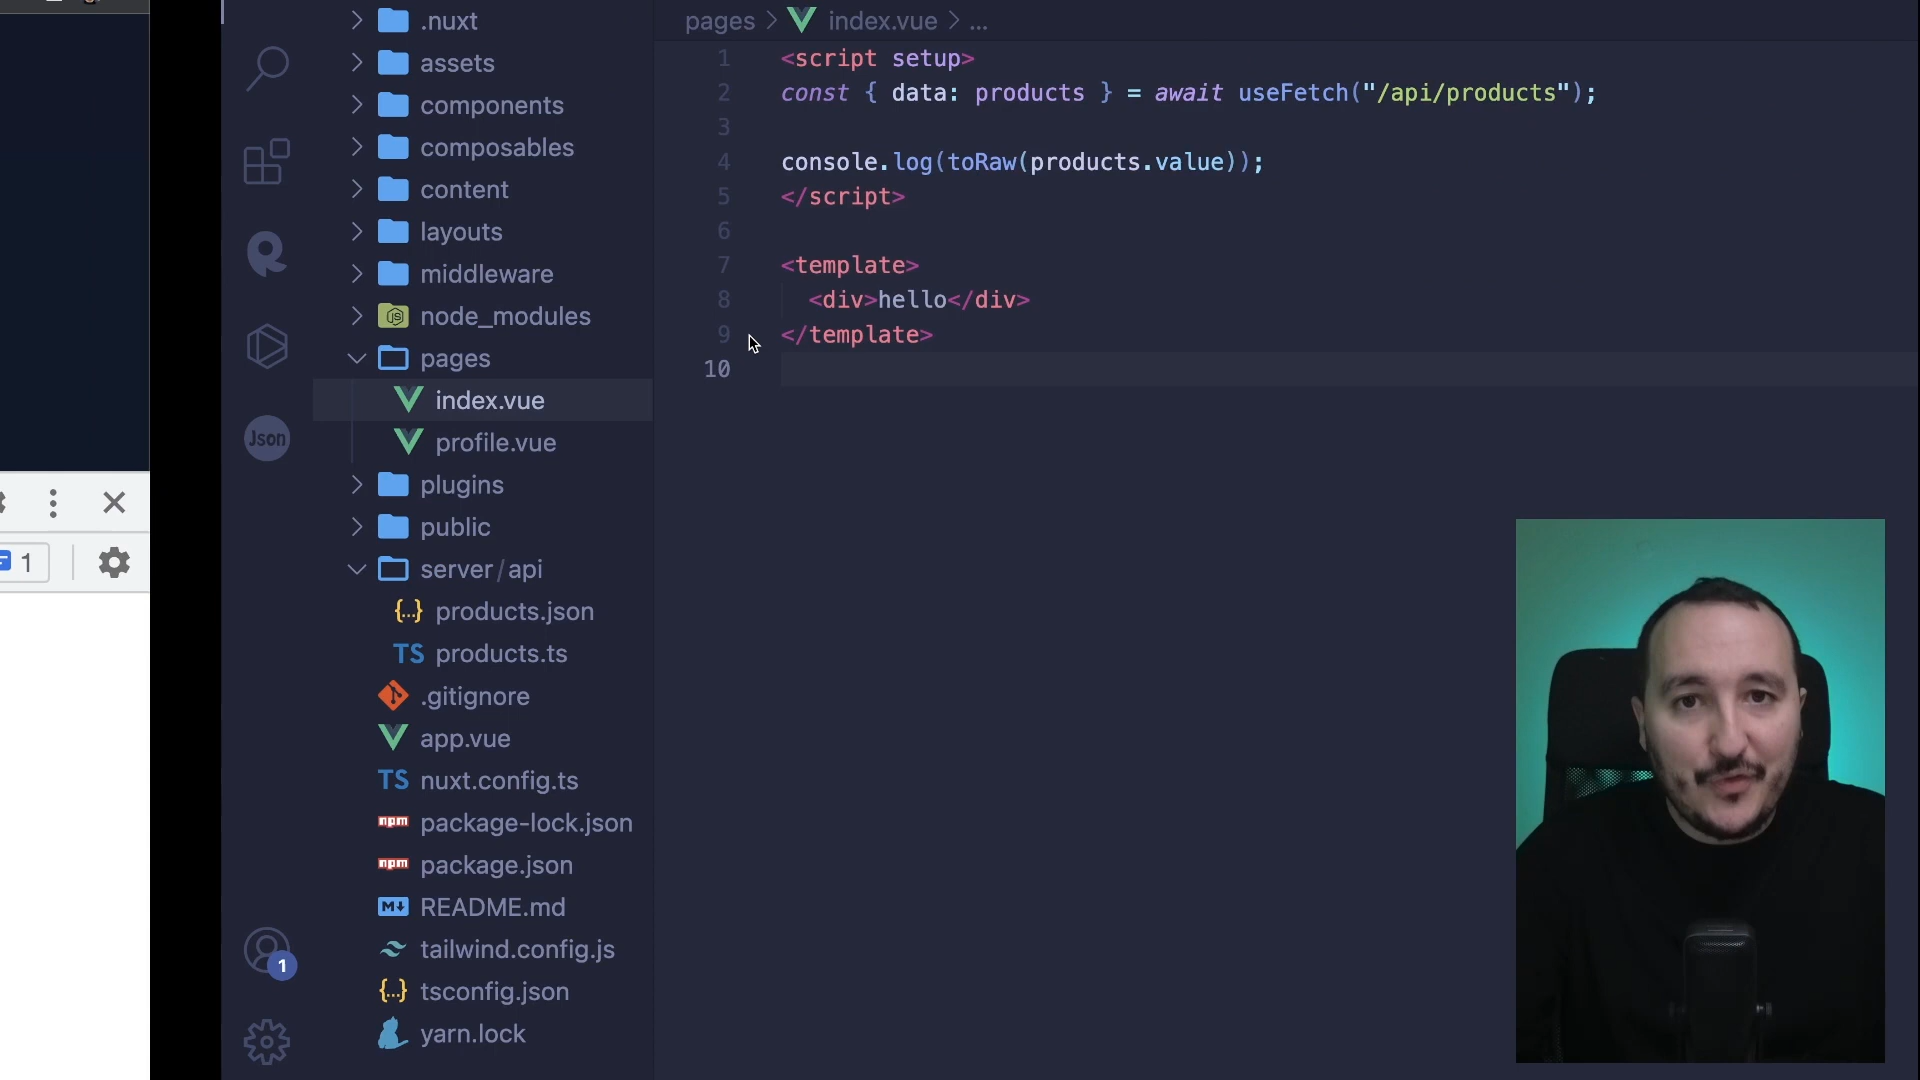 .nuxt
assets
components
composables
content
layouts
middleware
node_modules
pages
index.vue
profile.vue
plugins
public
server/api
{..} products.json
TS products.ts
.gitignore
app.vue
TS nuxt.config.ts
npm package-lock.json
npm package.json
M README.md
tailwind.config.js
{..} tsconfig.json
yarn.lock
Json
1
1
pages > index.vue > ...
1 <script setup>
2 const { data: products } = await useFetch("/api/products");
3
4 console.log(toRaw(products.value));
5 </script>
6
7 <template>
8 <div>hello</div>
9 </template>
10